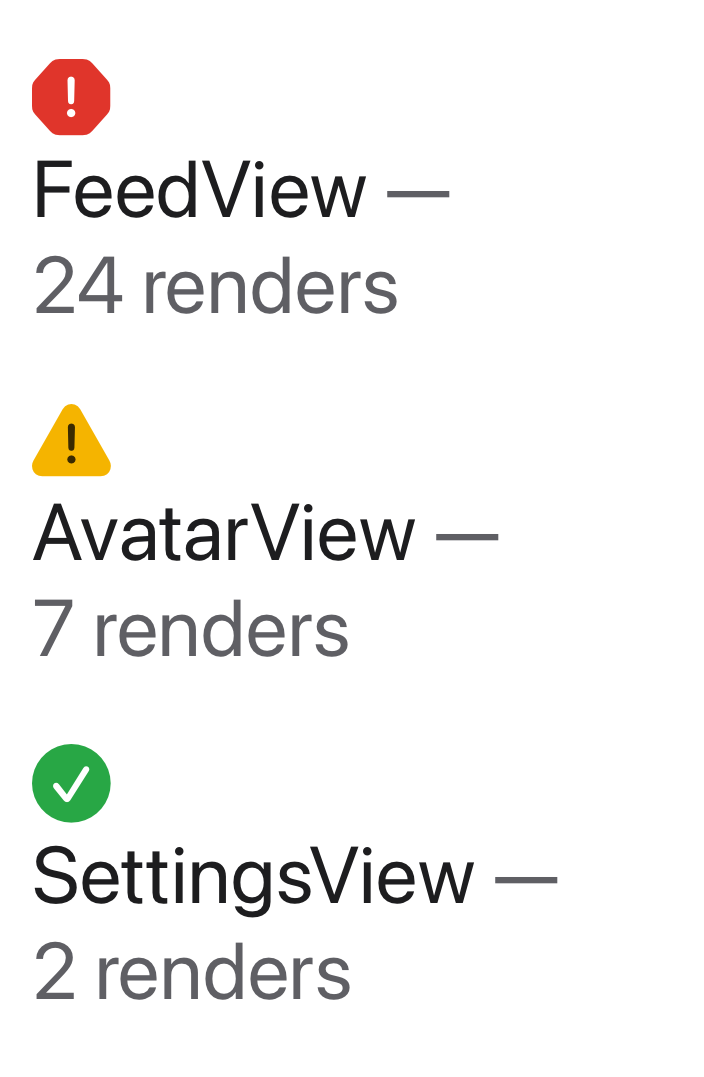 FeedView —
24 renders
AvatarView —
7 renders
SettingsView —
2 renders